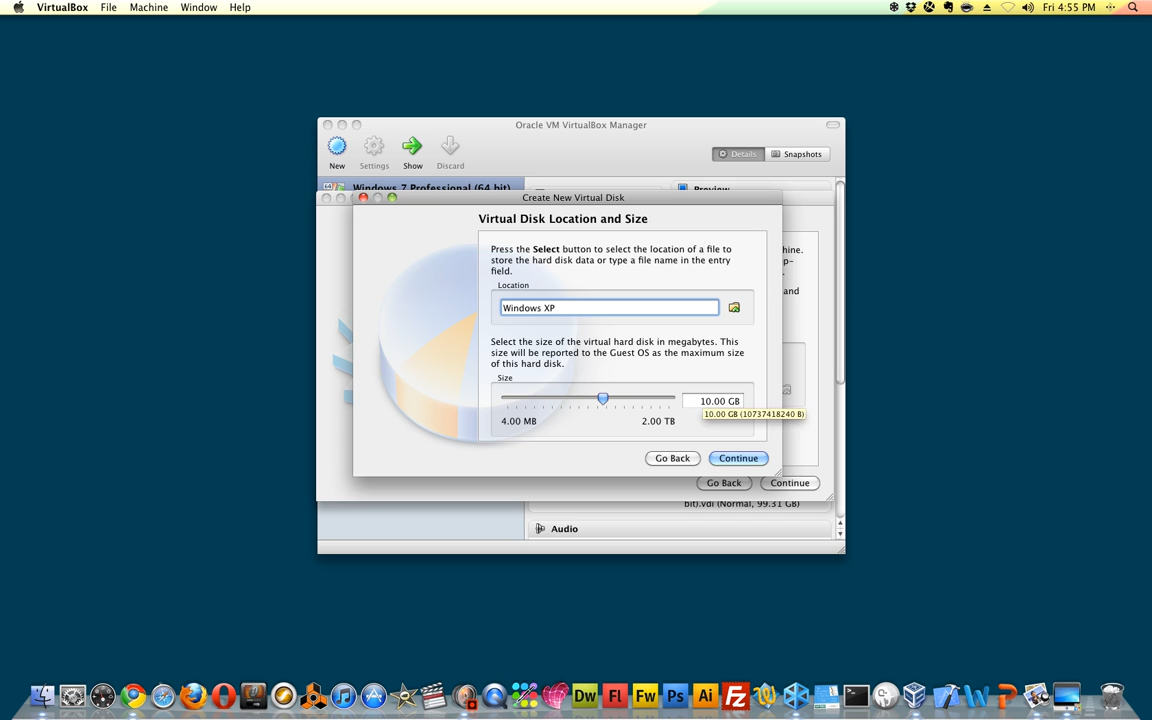 VirtualBox File Machine Window Help
Fri 4:55 PM
Oracle VM VirtualBox Manager
New Settings Show Discard
Details Snapshots
64 Windows 7 Professional (64 bit)
Preview
Create New Virtual Disk
Virtual Disk Location and Size
Press the Select button to select the location of a file to
store the hard disk data or type a file name in the entry
field.
hine.
p-
and
Location
Windows XP
Select the size of the virtual hard disk in megabytes. This
size will be reported to the Guest OS as the maximum size
of this hard disk.
Size
10.00 GB
10.00 GB (10737418240 B)
4.00 MB 2.00 TB
Go Back Continue
Go Back Continue
bit).vdi (Normal, 99.31 GB)
Audio
Dw Fl Fw Ps Ai Fz W P